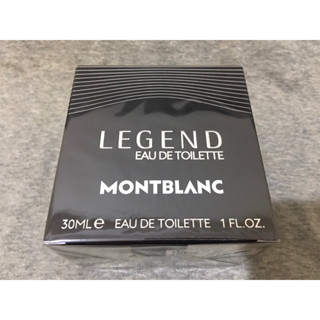 LEGEND
EAU DE TOILETTE
MONTBLANC
30ML e EAU DE TOILETTE 1 FL.OZ.